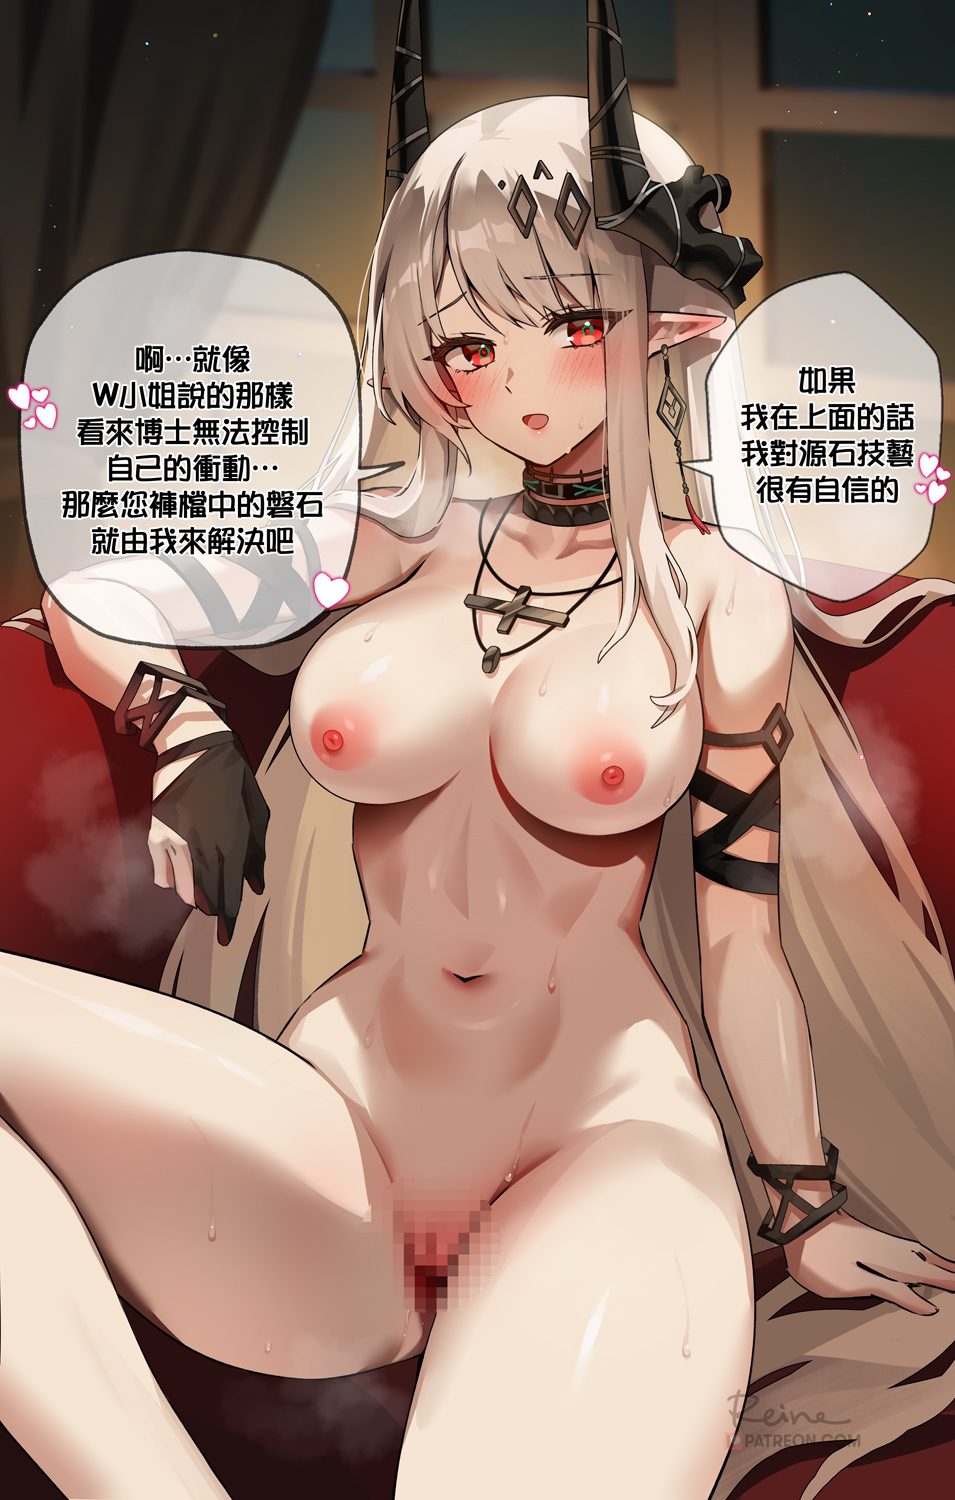 啊…就像
W小姐說的那樣
看來博士無法控制
自己的衝動…
那麼您褲檔中的磐石
就由我來解決吧
如果
我在上面的話
我對源石技藝
很有自信的
Reine
PATREON.COM